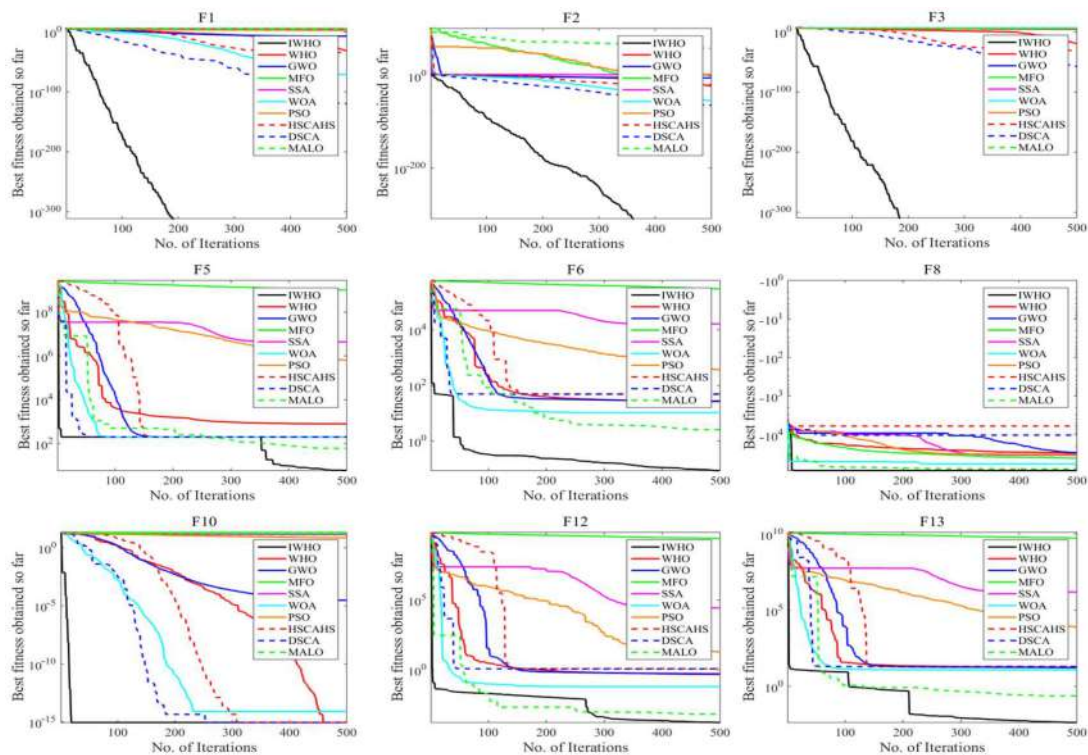 F1
Best fitness obtained so far
10^0
10^-100
10^-200
10^-300
100 200 300 400 500
No. of Iterations
IWHO
WHO
GWO
MFO
SSA
WOA
PSO
HSCAHS
DSCA
MALO
F2
Best fitness obtained so far
10^0
10^-200
100 200 300 400 500
No. of Iterations
IWHO
WHO
GWO
MFO
SSA
WOA
PSO
HSCAHS
DSCA
MALO
F3
Best fitness obtained so far
10^0
10^-100
10^-200
10^-300
100 200 300 400 500
No. of Iterations
IWHO
WHO
GWO
MFO
SSA
WOA
PSO
HSCAHS
DSCA
MALO
F5
Best fitness obtained so far
10^8
10^6
10^4
10^2
100 200 300 400 500
No. of Iterations
IWHO
WHO
GWO
MFO
SSA
WOA
PSO
HSCAHS
DSCA
MALO
F6
Best fitness obtained so far
10^4
10^2
10^0
100 200 300 400 500
No. of Iterations
IWHO
WHO
GWO
MFO
SSA
WOA
PSO
HSCAHS
DSCA
MALO
F8
Best fitness obtained so far
-10^0
-10^1
-10^2
-10^3
-10^4
100 200 300 400 500
No. of Iterations
IWHO
WHO
GWO
MFO
SSA
WOA
PSO
HSCAHS
DSCA
MALO
F10
Best fitness obtained so far
10^0
10^-5
10^-10
10^-15
100 200 300 400 500
No. of Iterations
IWHO
WHO
GWO
MFO
SSA
WOA
PSO
HSCAHS
DSCA
MALO
F12
Best fitness obtained so far
10^5
10^0
100 200 300 400 500
No. of Iterations
IWHO
WHO
GWO
MFO
SSA
WOA
PSO
HSCAHS
DSCA
MALO
F13
Best fitness obtained so far
10^10
10^5
10^0
100 200 300 400 500
No. of Iterations
IWHO
WHO
GWO
MFO
SSA
WOA
PSO
HSCAHS
DSCA
MALO